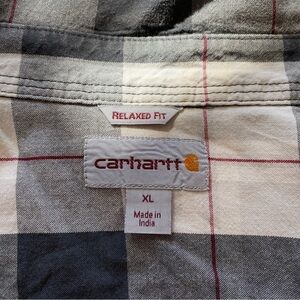 RELAXED FIT
carhartt
XL
Made in
India